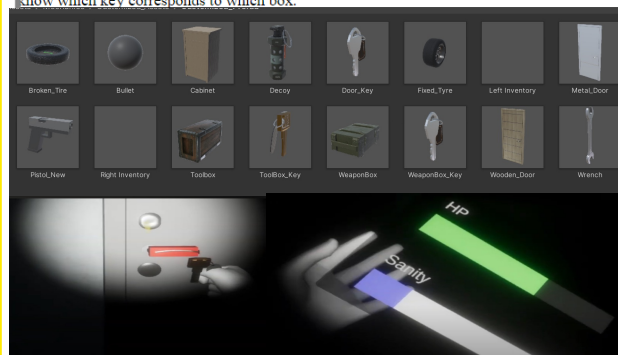 know which key corresponds to which box.
Broken_Tire Bullet Cabinet Decoy Door_Key Fixed_Tyre Left Inventory Metal_Door
Pistol_New Right Inventory Toolbox ToolBox_Key WeaponBox WeaponBox_Key Wooden_Door Wrench
HP
Sanity